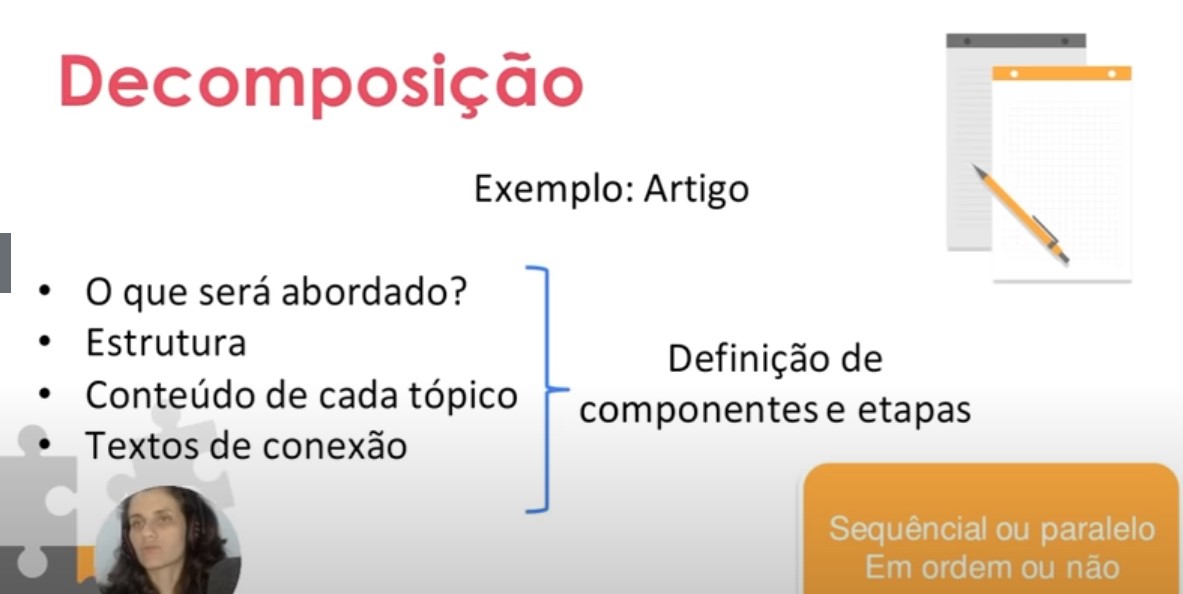 Decomposição
Exemplo: Artigo
• O que será abordado?
• Estrutura
• Conteúdo de cada tópico
• Textos de conexão
Definição de
componentes e etapas
Sequêncial ou paralelo
Em ordem ou não